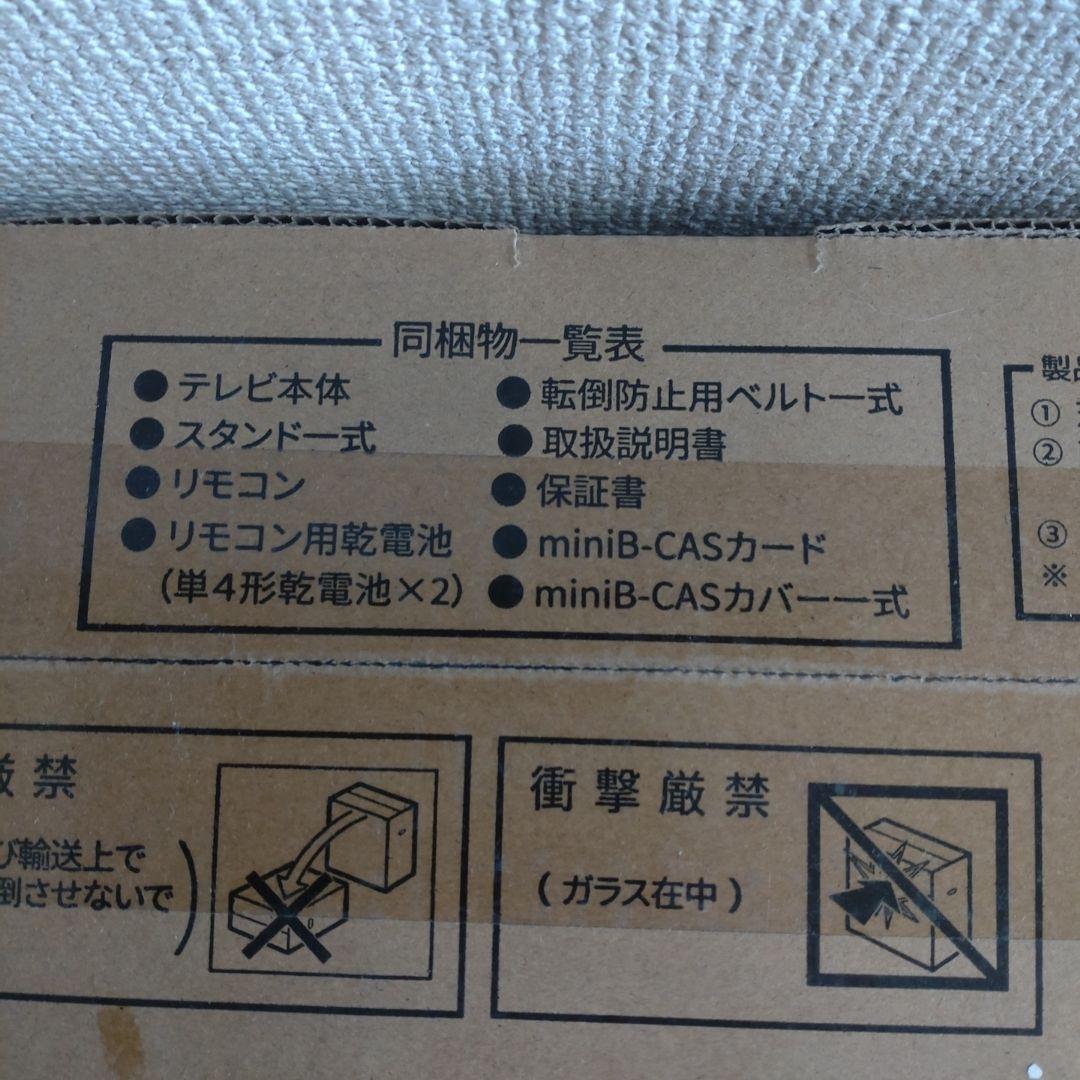 同梱物一覧表
● テレビ本体
● スタンド一式
● リモコン
● リモコン用乾電池
(単4形乾電池×2)
● 転倒防止用ベルト一式
● 取扱説明書
● 保証書
● miniB-CASカード
● miniB-CASカバー一式
製品
①
②
③
※
厳禁
び輸送上で
倒させないで)
衝撃厳禁
(ガラス在中)